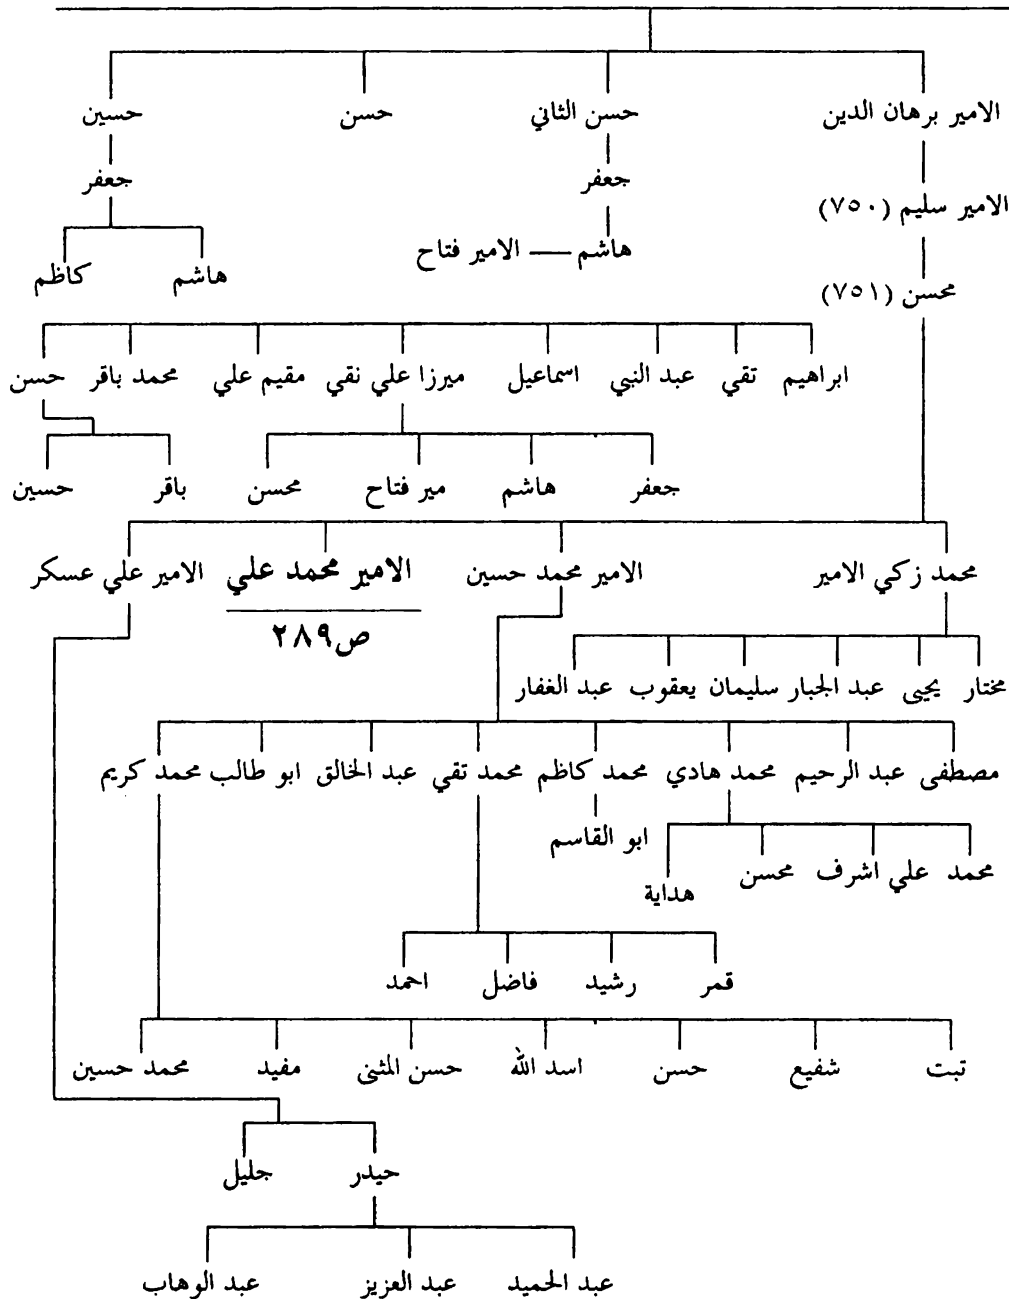 الامير برهان الدين حسن الثاني حسن حسين
جعفر جعفر
الامير سليم (٧٥٠)
هاشم الامير فتاح
هاشم كاظم
محسن (٧٥١)
ابراهيم تقي عبد النبي اسماعيل ميرزا علي نقي مقيم علي محمد باقر حسن
جعفر هاشم مير فتاح محسن باقر حسين
محمد زكي الامير الامير محمد حسين الامير محمد علي الامير علي عسكر
ص٢٨٩
مختار يحيى عبد الجبار سليمان يعقوب عبد الغفار
مصطفى عبد الرحيم محمد هادي محمد كاظم محمد تقي عبد الخالق ابو طالب محمد كريم
ابو القاسم
محمد علي اشرف محسن هداية
قمر رشيد فاضل احمد
تبت شفيع حسن اسد الله حسن المثنى مفيد محمد حسين
حيدر جليل
عبد الحميد عبد العزيز عبد الوهاب